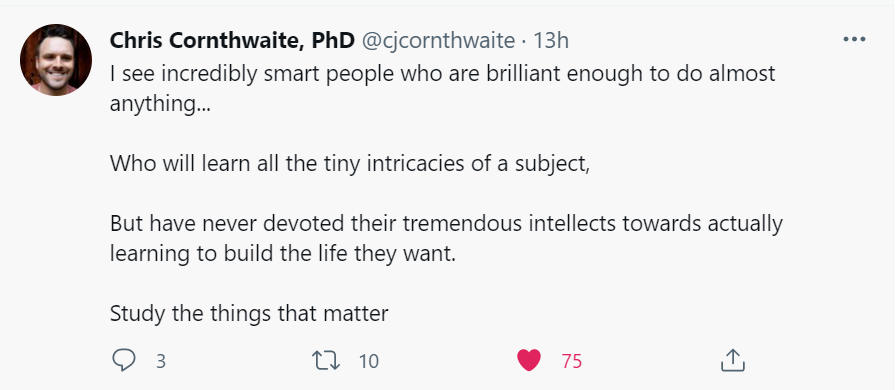 Chris Cornthwaite, PhD @cjcornthwaite · 13h
I see incredibly smart people who are brilliant enough to do almost
anything...
Who will learn all the tiny intricacies of a subject,
But have never devoted their tremendous intellects towards actually
learning to build the life they want.
Study the things that matter
3 10 75